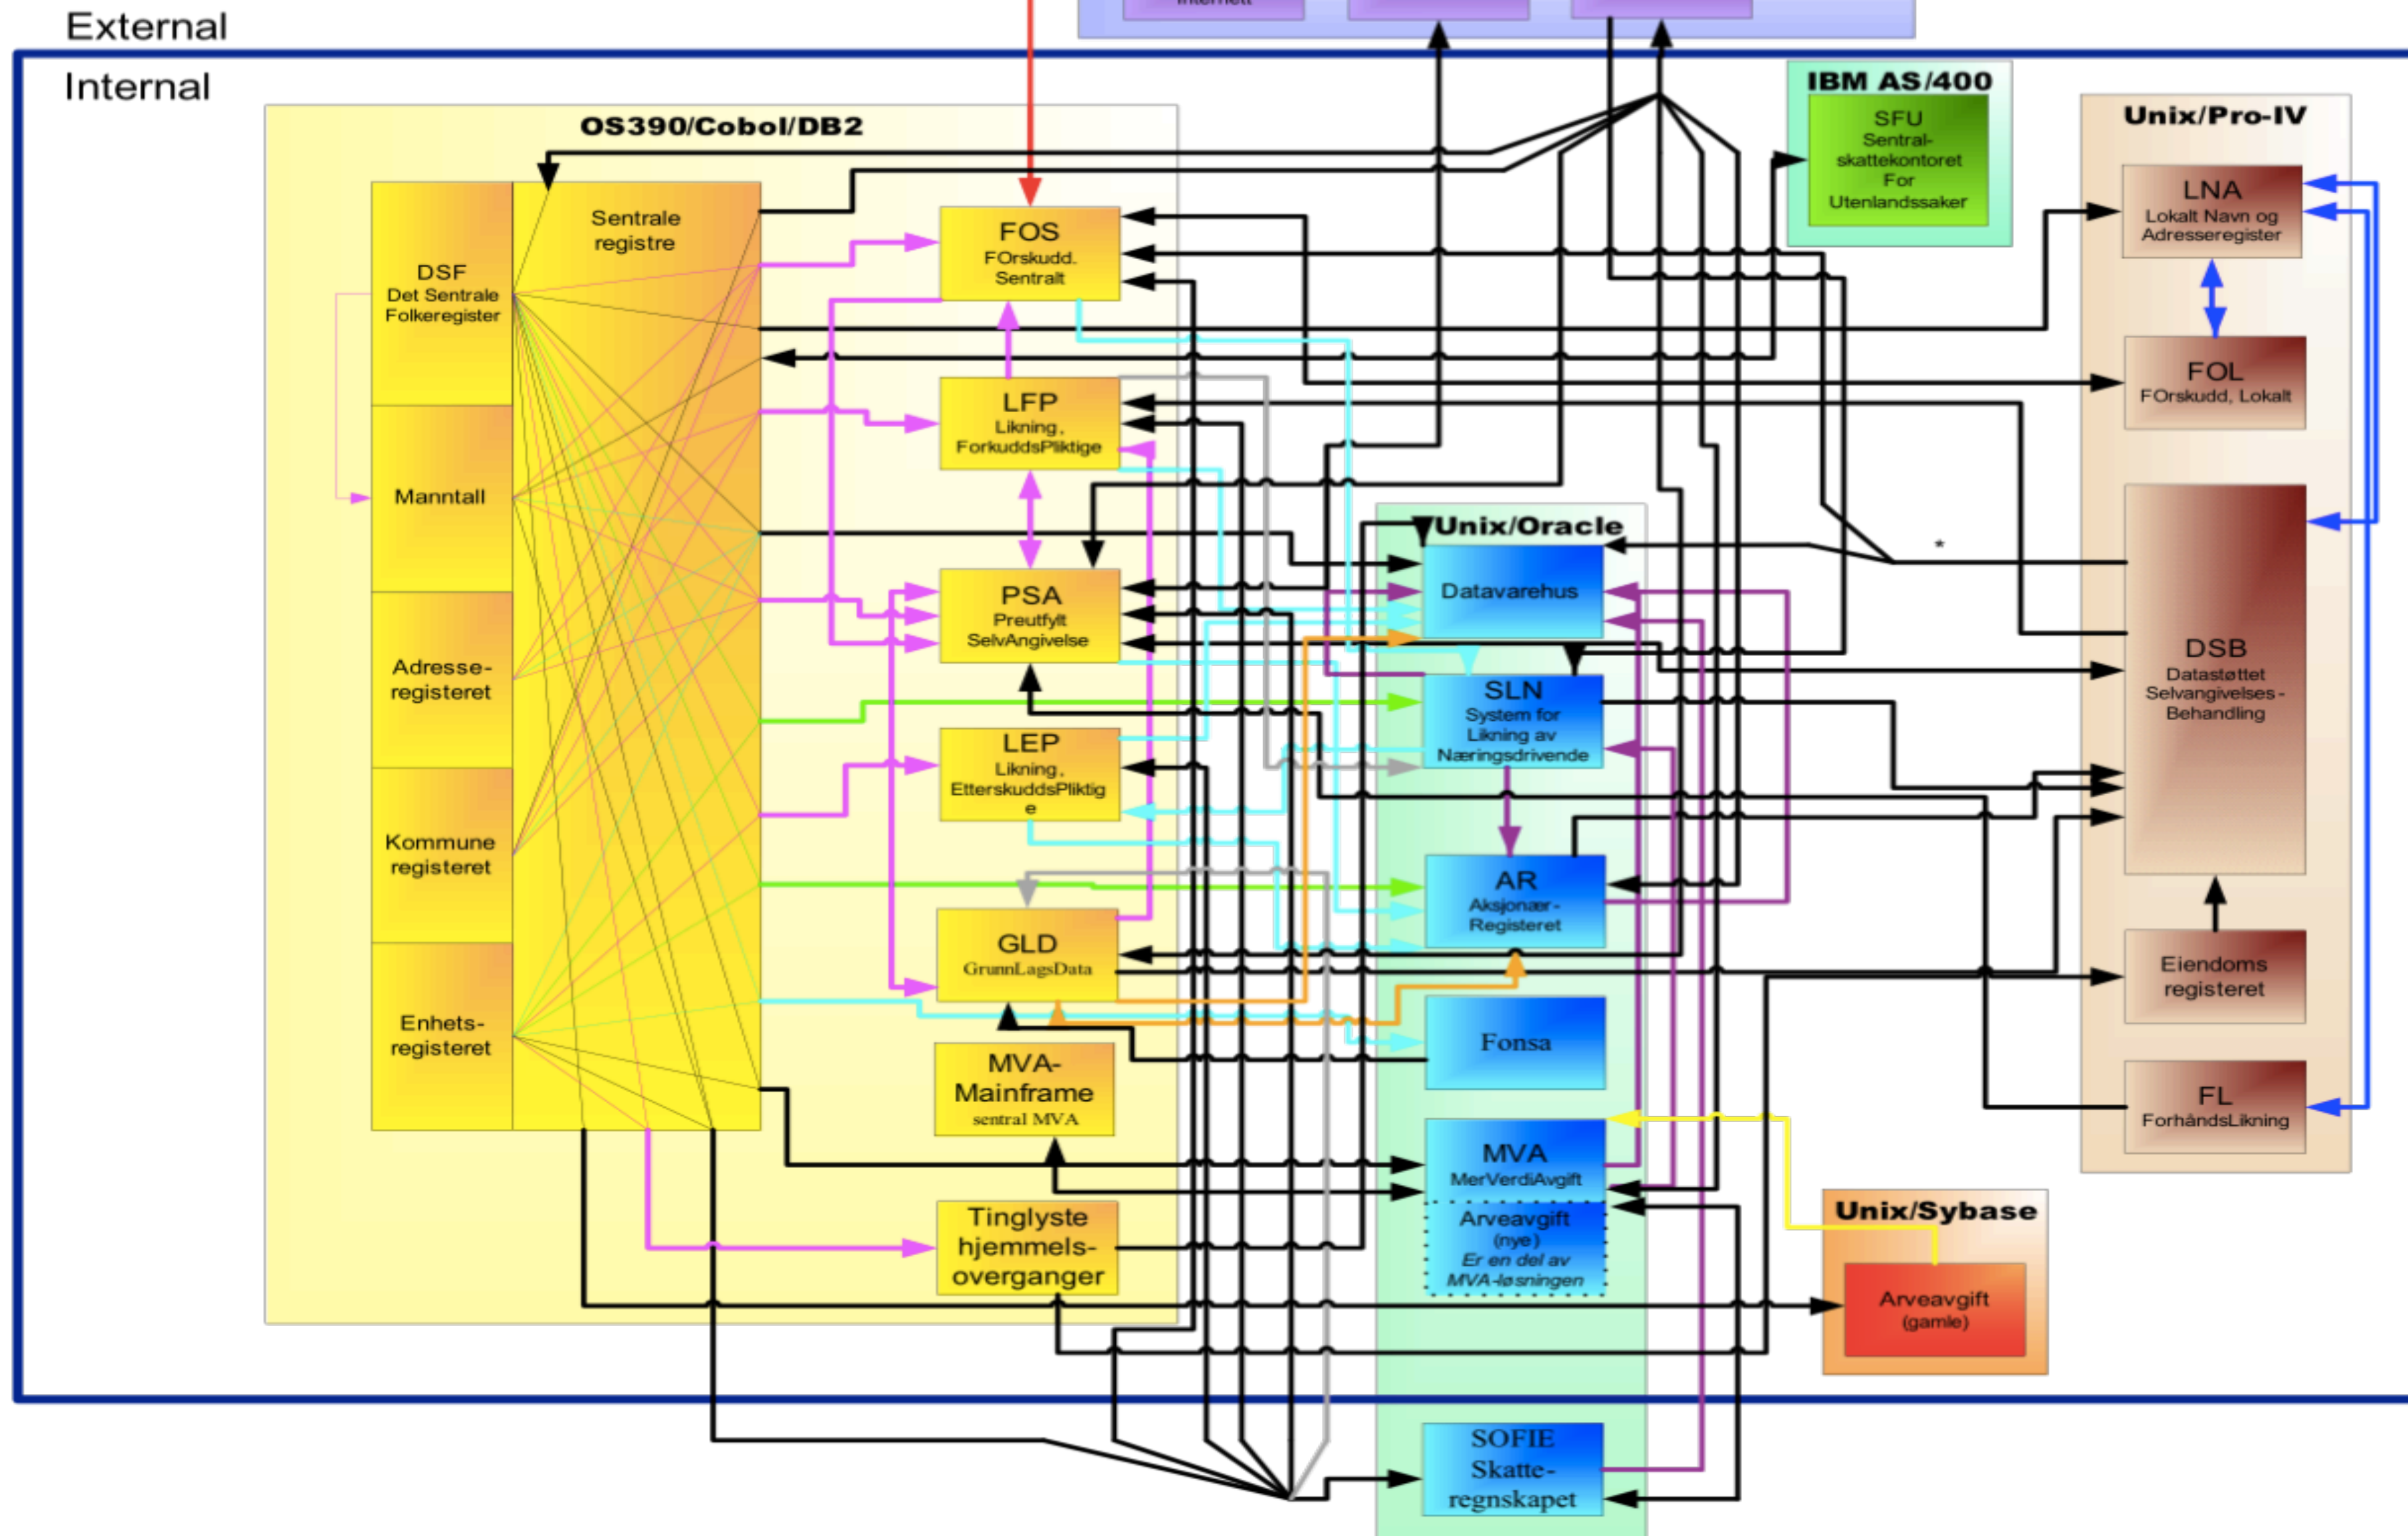 Internett
External
Internal
OS390/Cobol/DB2
DSF
Det Sentrale
Folkeregister
Manntall
Adresse-
registeret
Kommune
registeret
Enhets-
registeret
Sentrale
registre
FOS
FOrskudd.
Sentralt
LFP
Likning,
ForkuddsPliktige
PSA
Preutfylt
SelvAngivelse
LEP
Likning,
EtterskuddsPliktig
e
GLD
GrunnLagsData
MVA-
Mainframe
sentral MVA
Tinglyste
hjemmels-
overganger
Unix/Oracle
Datavarehus
SLN
System for
Likning av
Næringsdrivende
AR
Aksjonær-
Registeret
Fonsa
MVA
MerVerdiAvgift
Arveavgift
(nye)
Er en del av
MVA-løsningen
SOFIE
Skatte-
regnskapet
IBM AS/400
SFU
Sentral-
skattekontoret
For
Utenlandssaker
*
Unix/Sybase
Arveavgift
(gamle)
Unix/Pro-IV
LNA
Lokalt Navn og
Adresseregister
FOL
FOrskudd, Lokalt
DSB
Datastøttet
Selvangivelses-
Behandling
Eiendoms
registeret
FL
ForhåndsLikning